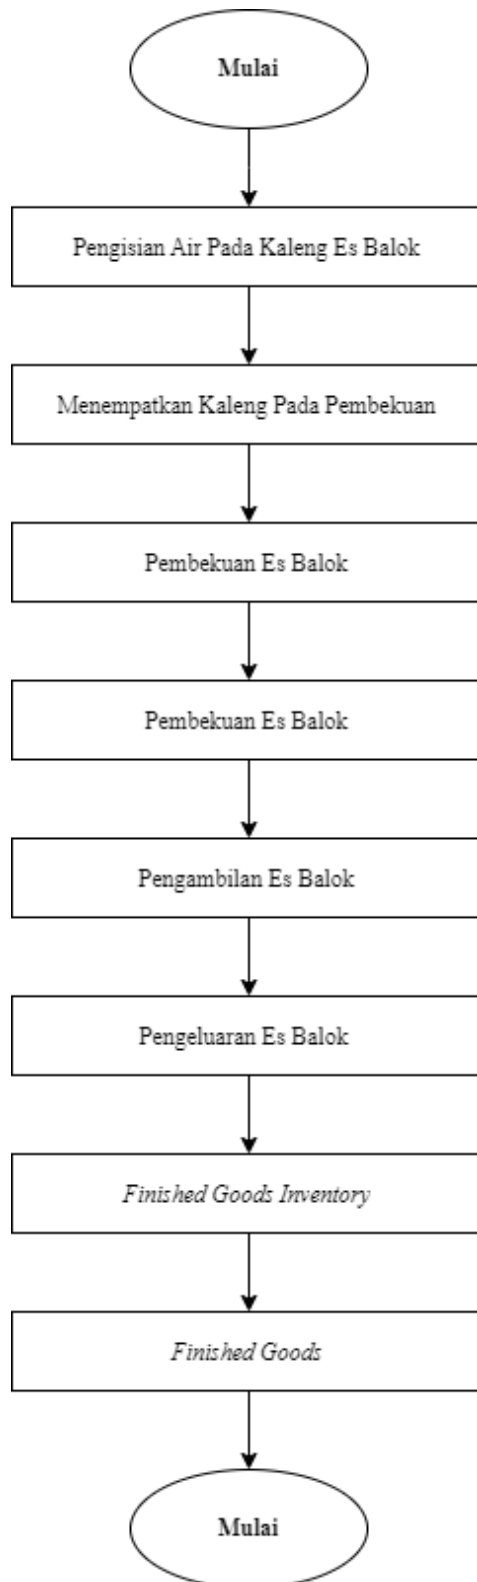 Mulai
Pengisian Air Pada Kaleng Es Balok
Menempatkan Kaleng Pada Pembekuan
Pembekuan Es Balok
Pembekuan Es Balok
Pengambilan Es Balok
Pengeluaran Es Balok
Finished Goods Inventory
Finished Goods
Mulai